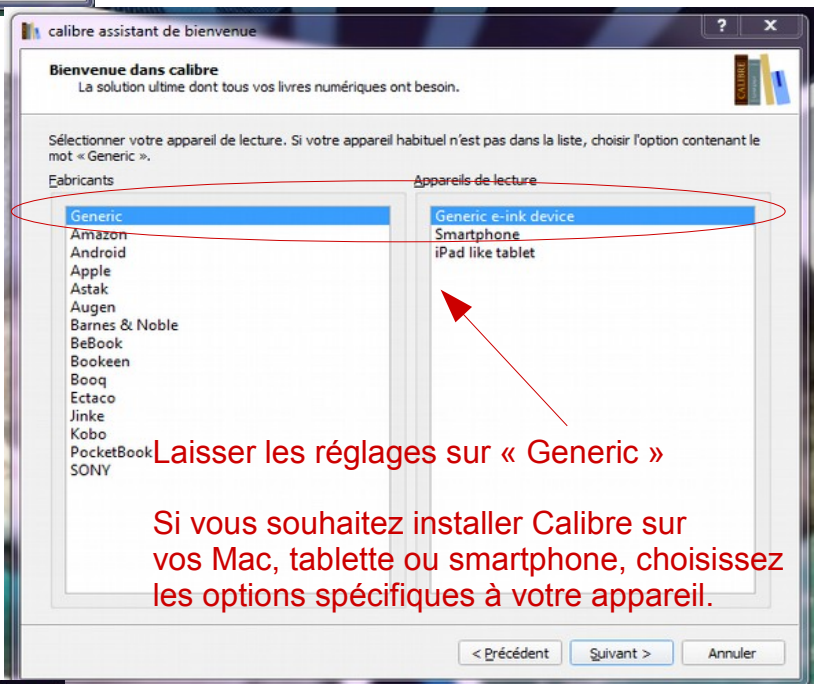 calibre assistant de bienvenue
Bienvenue dans calibre
La solution ultime dont tous vos livres numériques ont besoin.
CALIBRE
Sélectionner votre appareil de lecture. Si votre appareil habituel n'est pas dans la liste, choisir l'option contenant le
mot « Generic ».
Fabricants
Appareils de lecture
Generic
Amazon
Android
Apple
Astak
Augen
Barnes & Noble
BeBook
Bookeen
Booq
Ectaco
Jinke
Kobo
PocketBook
SONY
Generic e-ink device
Smartphone
iPad like tablet
Laisser les réglages sur « Generic »
Si vous souhaitez installer Calibre sur
vos Mac, tablette ou smartphone, choisissez
les options spécifiques à votre appareil.
< Précédent
Suivant >
Annuler